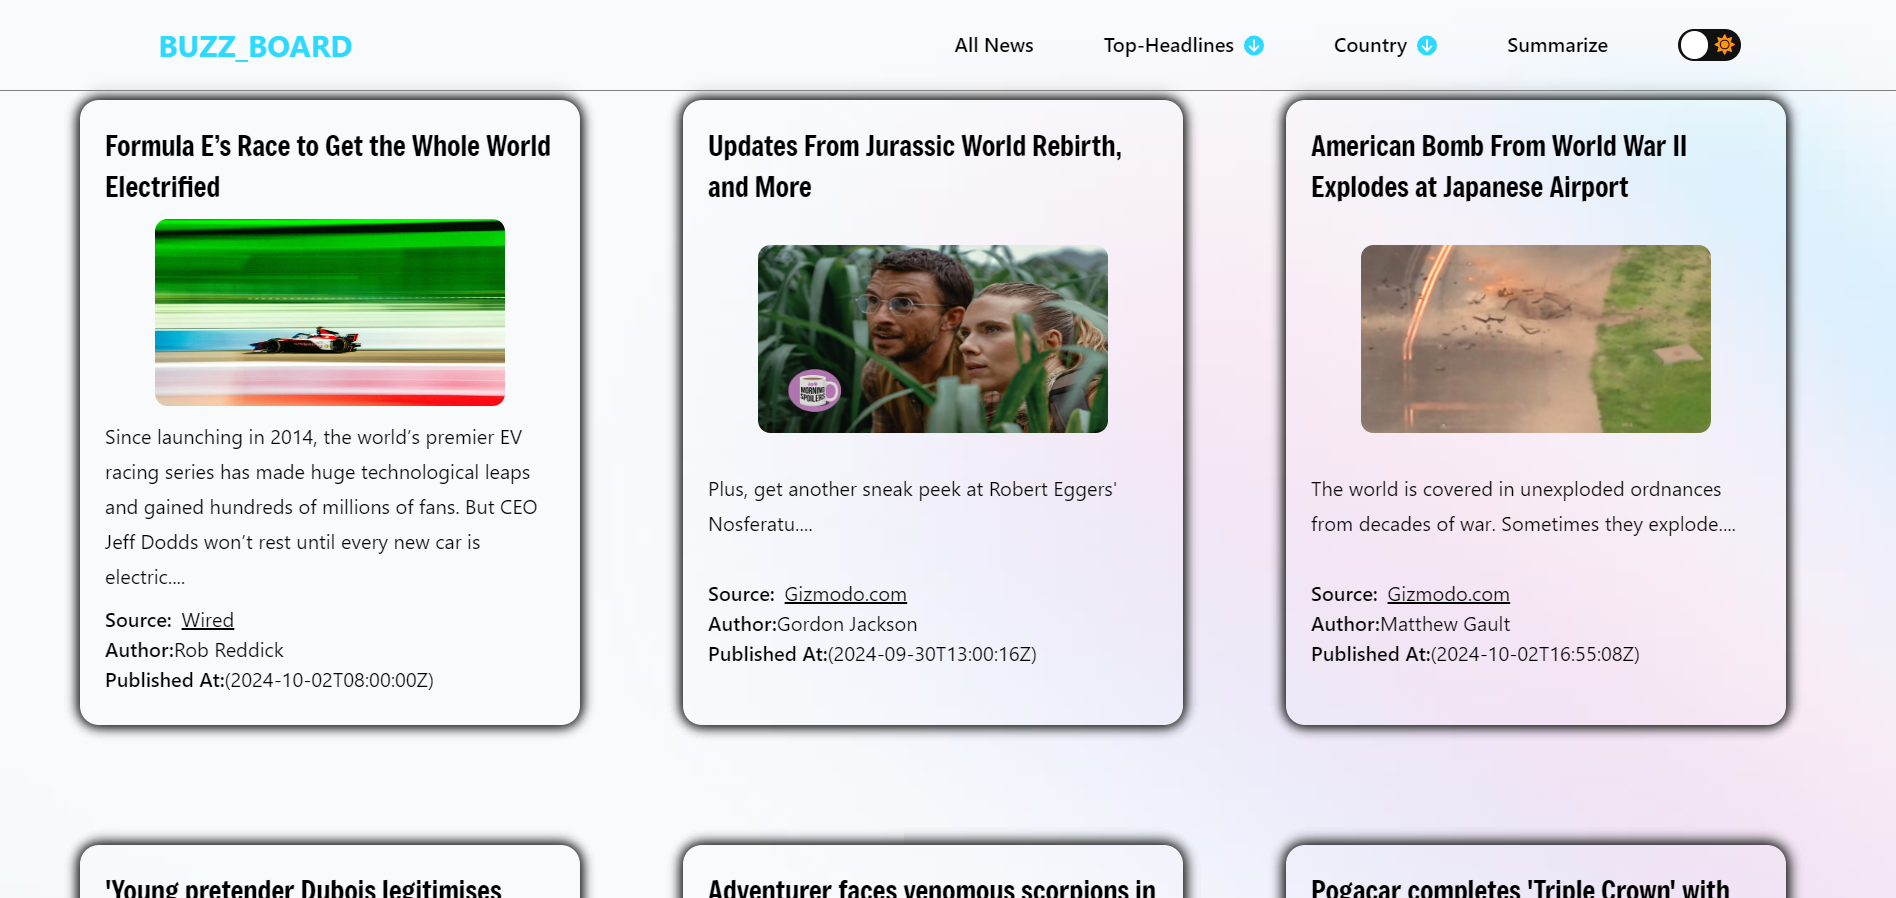 BUZZ_BOARD
All News
Top-Headlines
Country
Summarize
Formula E’s Race to Get the Whole World
Electrified
Since launching in 2014, the world’s premier EV
racing series has made huge technological leaps
and gained hundreds of millions of fans. But CEO
Jeff Dodds won’t rest until every new car is
electric....
Source: Wired
Author:Rob Reddick
Published At:(2024-10-02T08:00:00Z)
Updates From Jurassic World Rebirth,
and More
MORNING
SPOILERS
Plus, get another sneak peek at Robert Eggers'
Nosferatu....
Source: Gizmodo.com
Author:Gordon Jackson
Published At:(2024-09-30T13:00:16Z)
American Bomb From World War II
Explodes at Japanese Airport
The world is covered in unexploded ordnances
from decades of war. Sometimes they explode....
Source: Gizmodo.com
Author:Matthew Gault
Published At:(2024-10-02T16:55:08Z)
'Young pretender Dubois legitimises
Adventurer faces venomous scorpions in
Pogacar completes 'Triple Crown' with